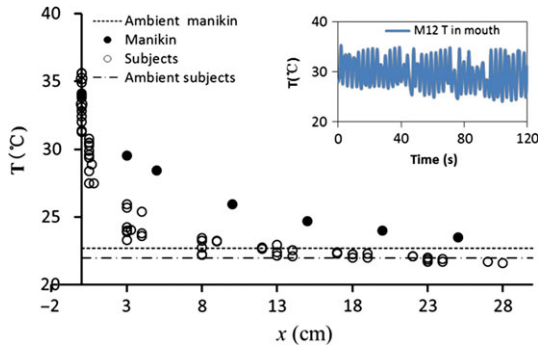 Ambient manikin
Manikin
Subjects
Ambient subjects
T(℃)
40
35
30
25
20
−2
3
8
13
18
23
28
x (cm)
M12 T in mouth
T(℃)
40
30
20
0
40
80
120
Time (s)